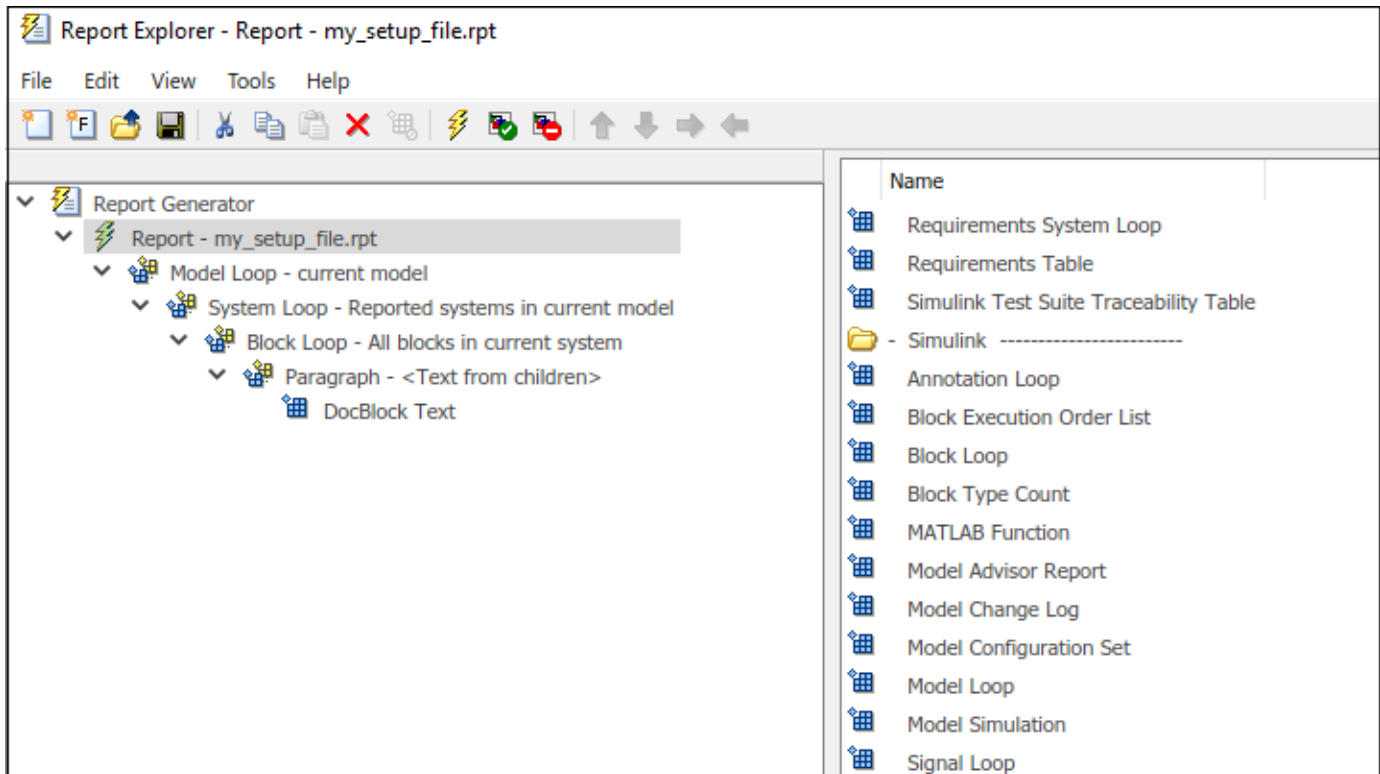 Report Explorer - Report - my_setup_file.rpt
File Edit View Tools Help
F
Name
Report Generator
Report - my_setup_file.rpt
Model Loop - current model
System Loop - Reported systems in current model
Block Loop - All blocks in current system
Paragraph - <Text from children>
DocBlock Text
Requirements System Loop
Requirements Table
Simulink Test Suite Traceability Table
- Simulink ------------------------
Annotation Loop
Block Execution Order List
Block Loop
Block Type Count
MATLAB Function
Model Advisor Report
Model Change Log
Model Configuration Set
Model Loop
Model Simulation
Signal Loop